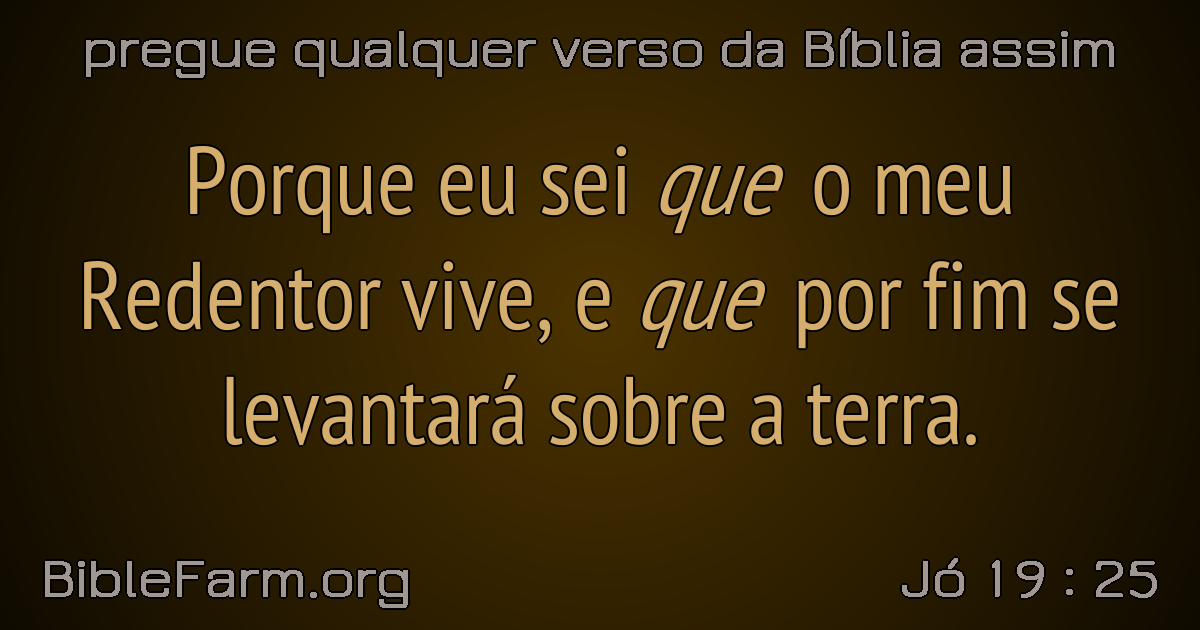 pregue qualquer verso da Bíblia assim
Porque eu sei que o meu
Redentor vive, e que por fim se
levantará sobre a terra.
BibleFarm.org
Jó 19 : 25